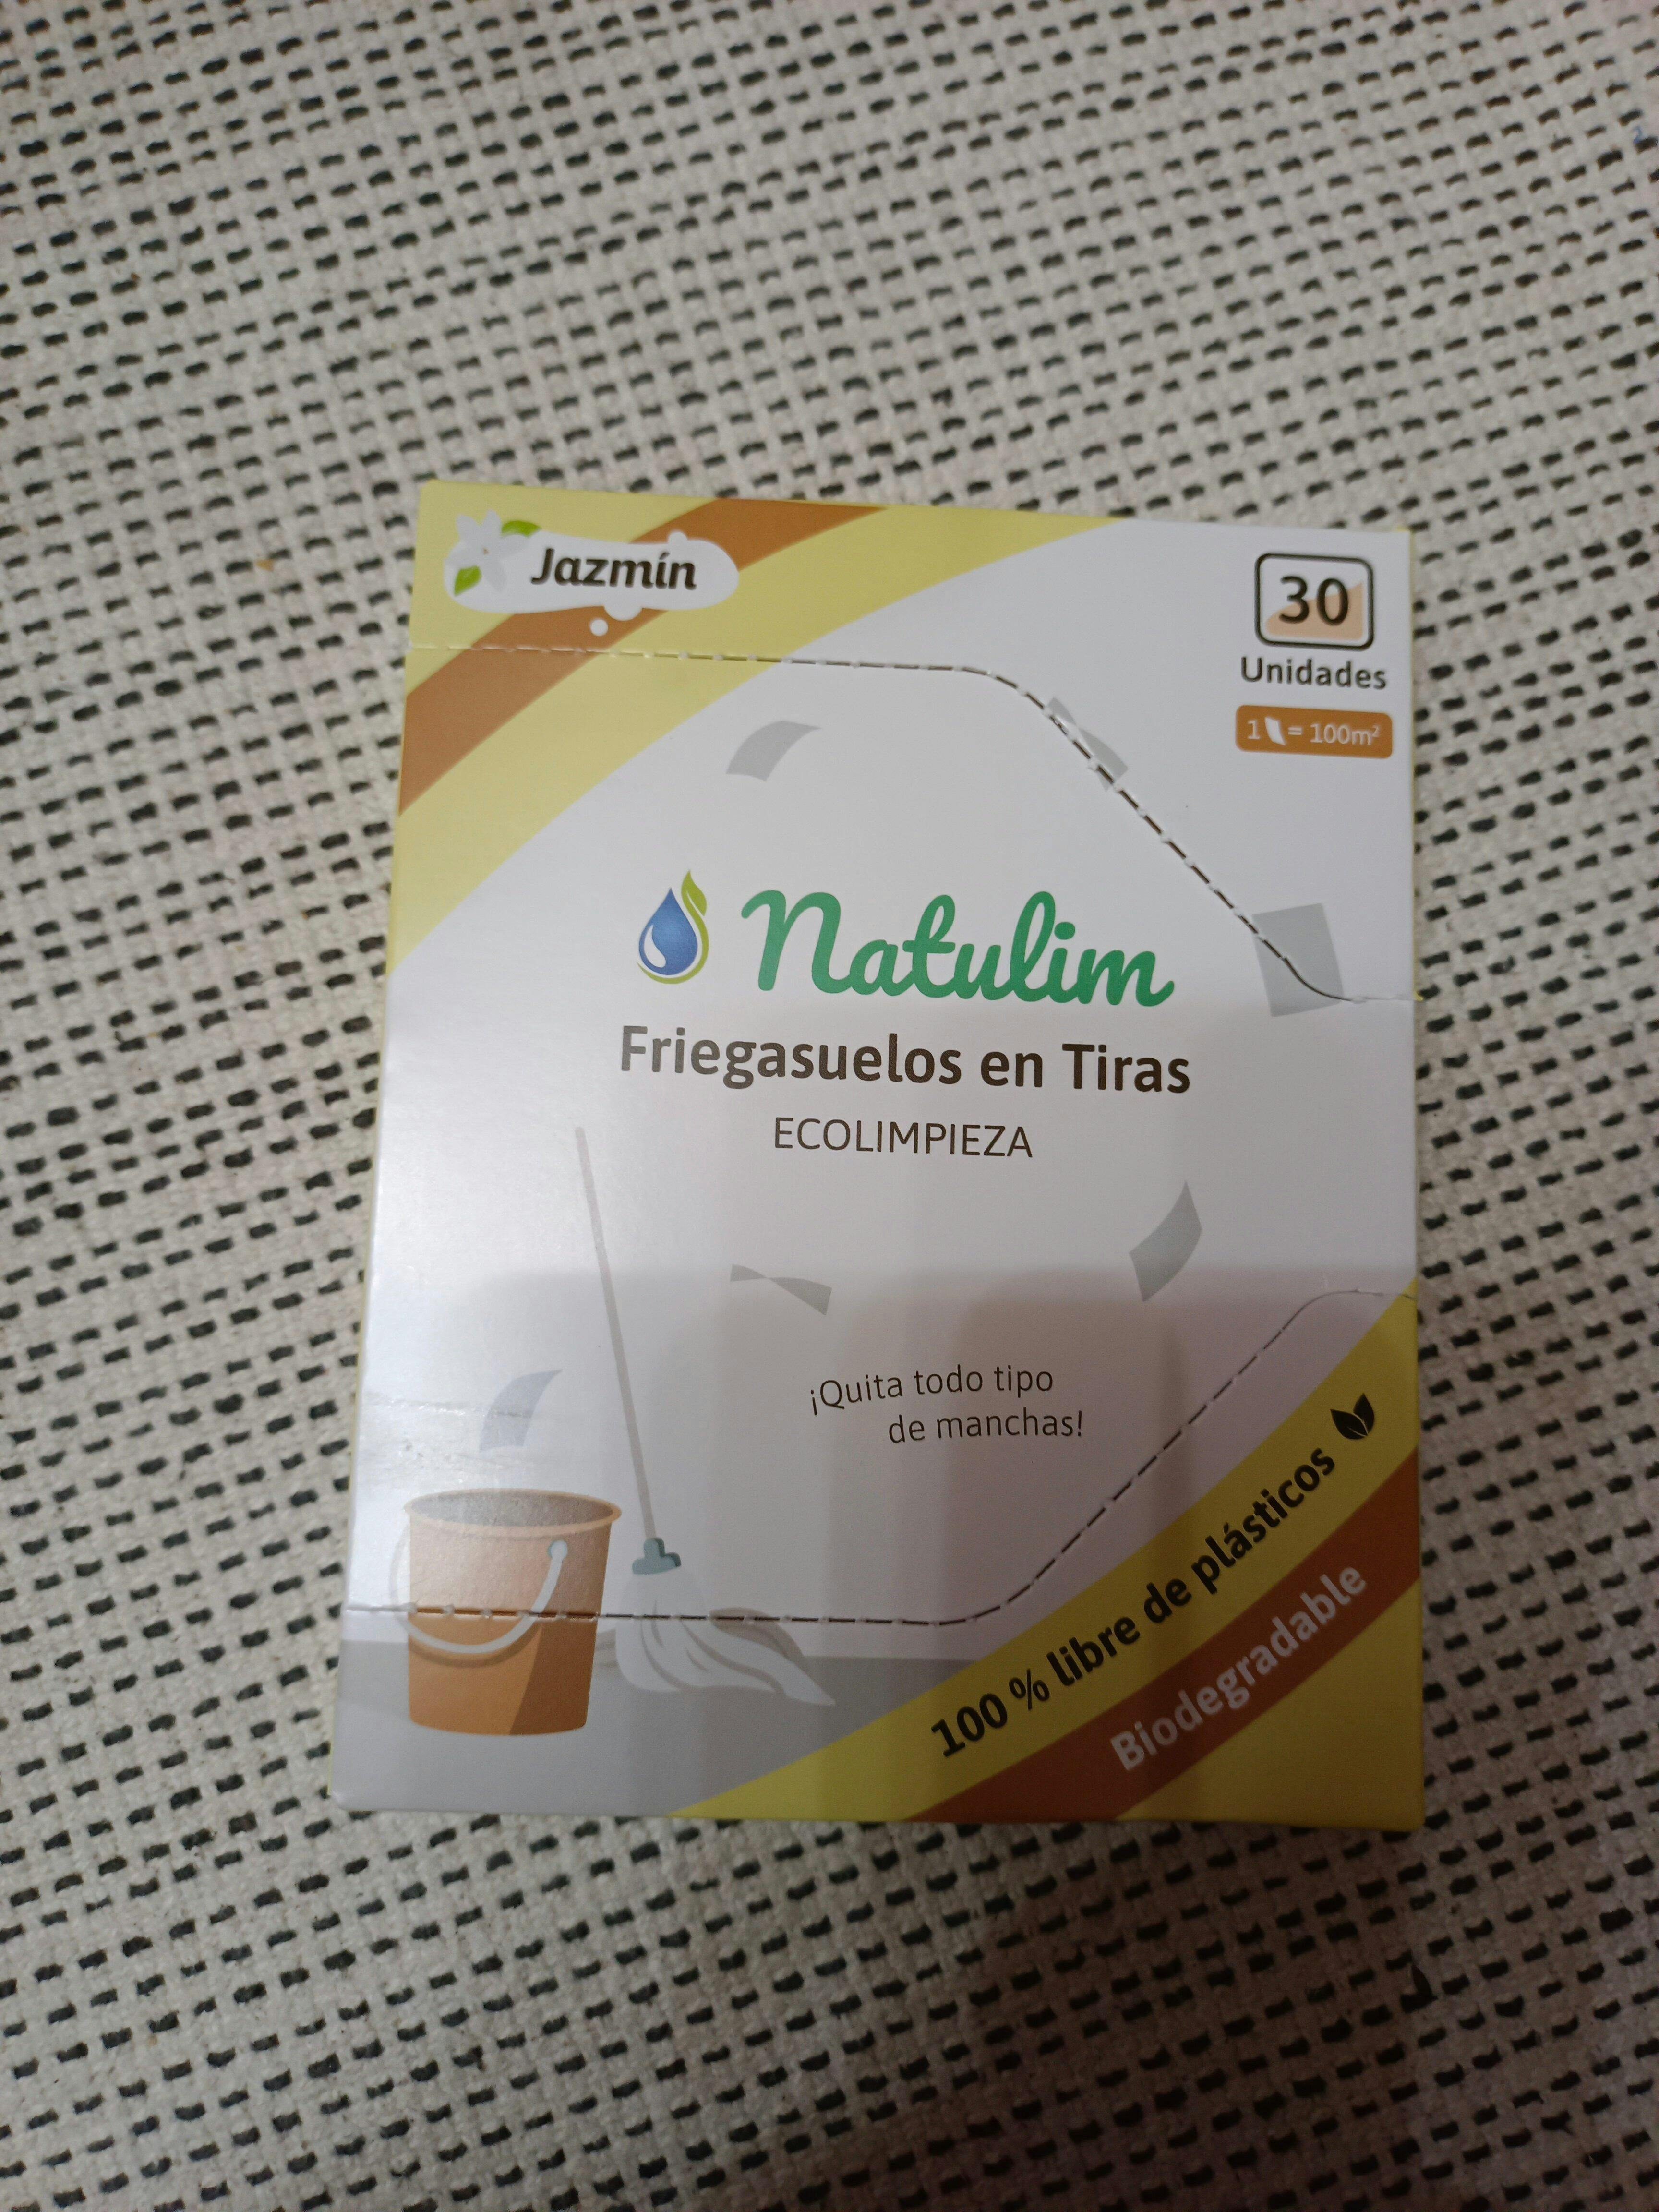 Jazmín
30
Unidades
1 = 100m²
Natulim
Friegasuelos en Tiras
ECOLIMPIEZA
¡Quita todo tipo
de manchas!
100 % libre de plásticos
Biodegradable